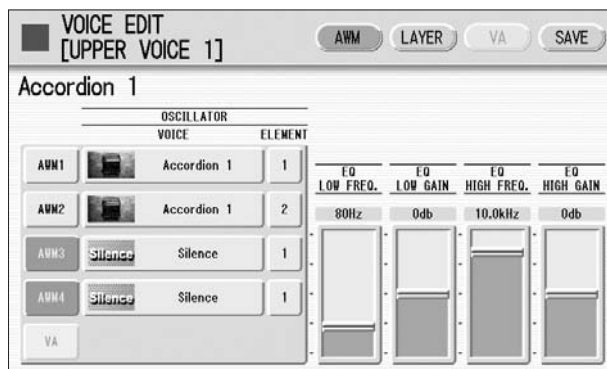 VOICE EDIT
[UPPER VOICE 1]
AWM LAYER VA SAVE
Accordion 1
OSCILLATOR
VOICE ELEMENT
AWM1 Accordion 1 1
AWM2 Accordion 1 2
AWM3 Silence Silence 1
AWM4 Silence Silence 1
VA
EQ LOW FREQ. EQ LOW GAIN EQ HIGH FREQ. EQ HIGH GAIN
80Hz 0db 10.0kHz 0db